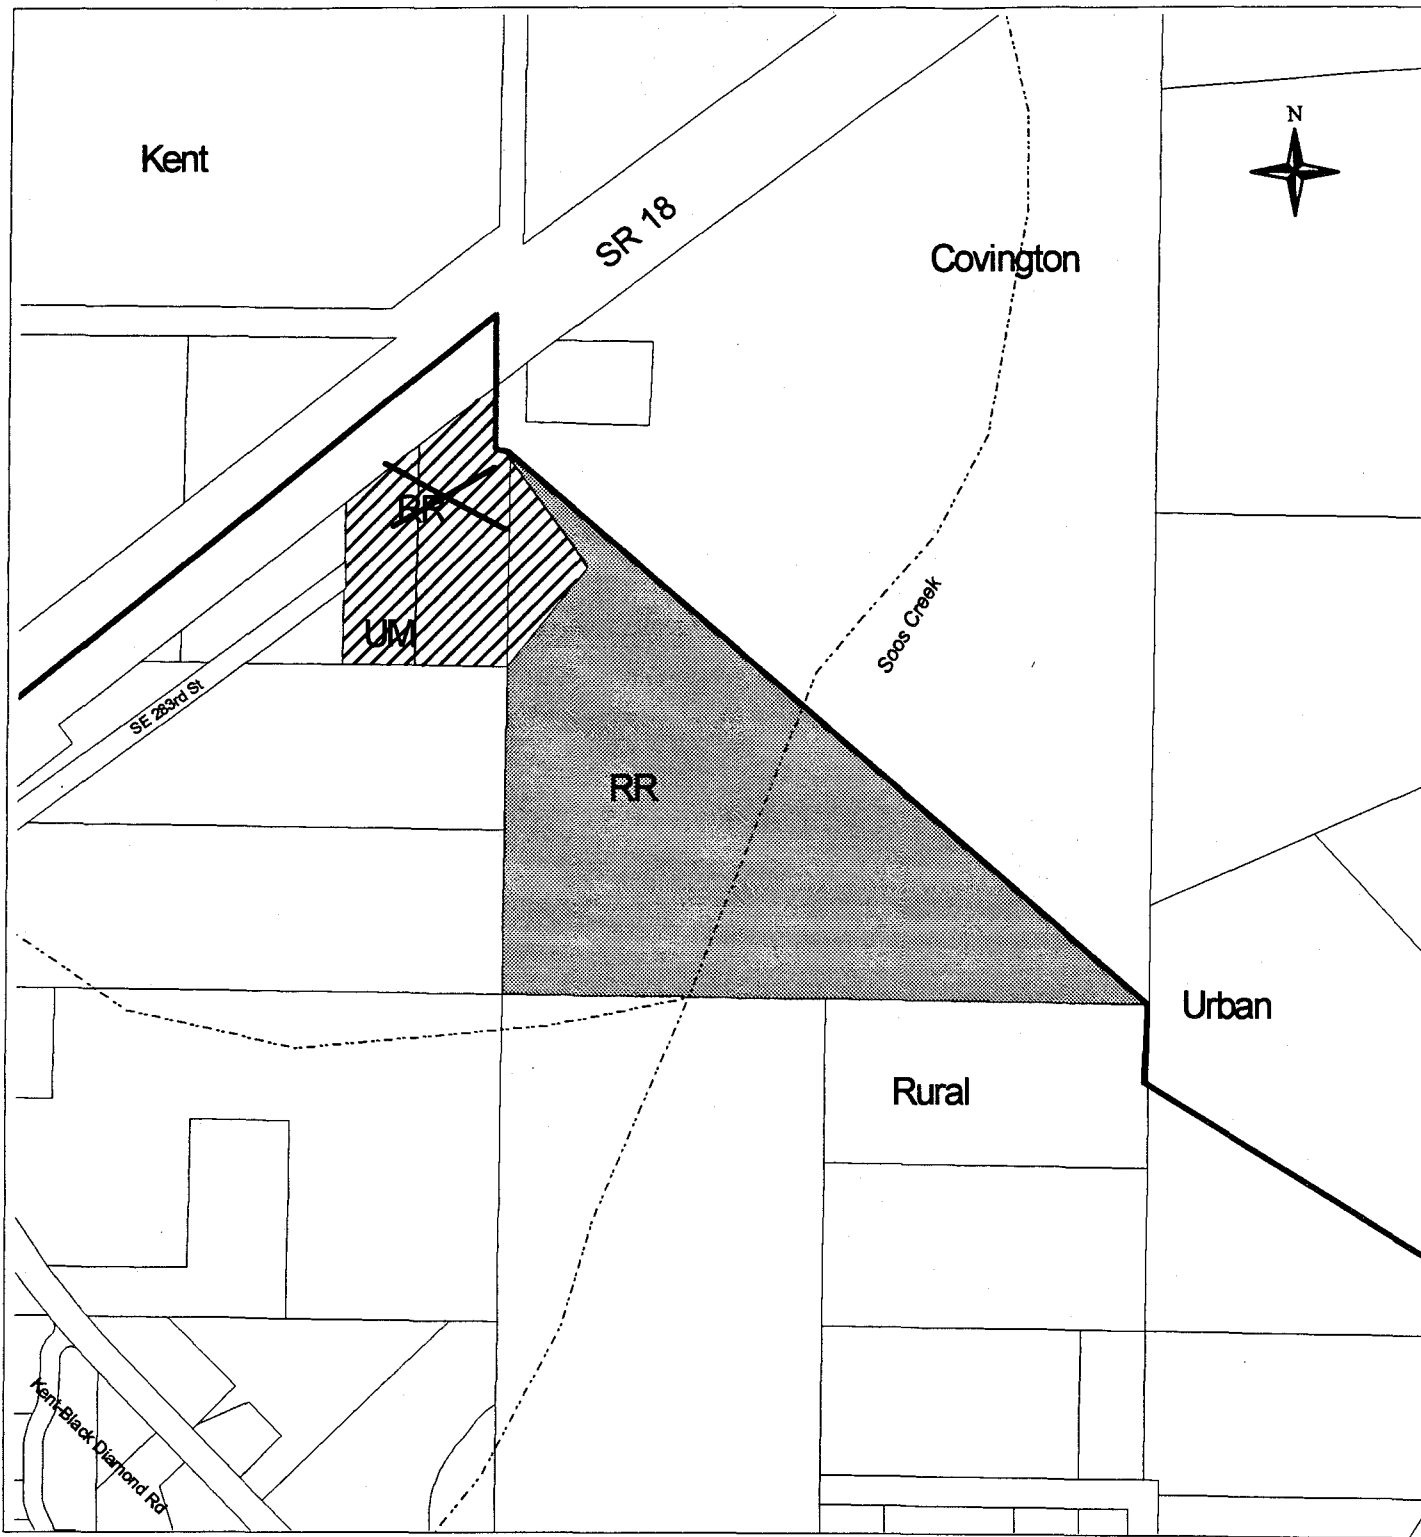 N
Kent
SR 18
Covington
RR
Soos Creek
UM
SE 283rd St
RR
Urban
Rural
Kent-Black Diamond Rd